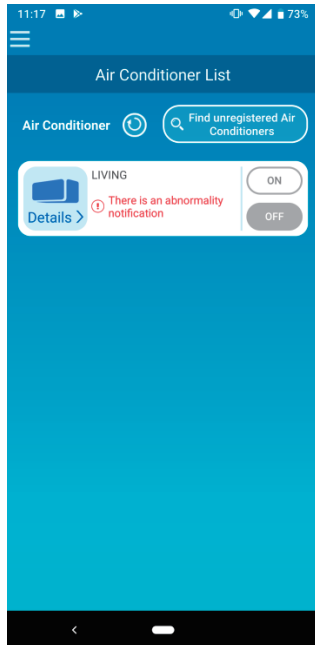 11:17
73%
Air Conditioner List
Air Conditioner
Find unregistered Air
Conditioners
LIVING
There is an abnormality
notification
Details >
ON
OFF